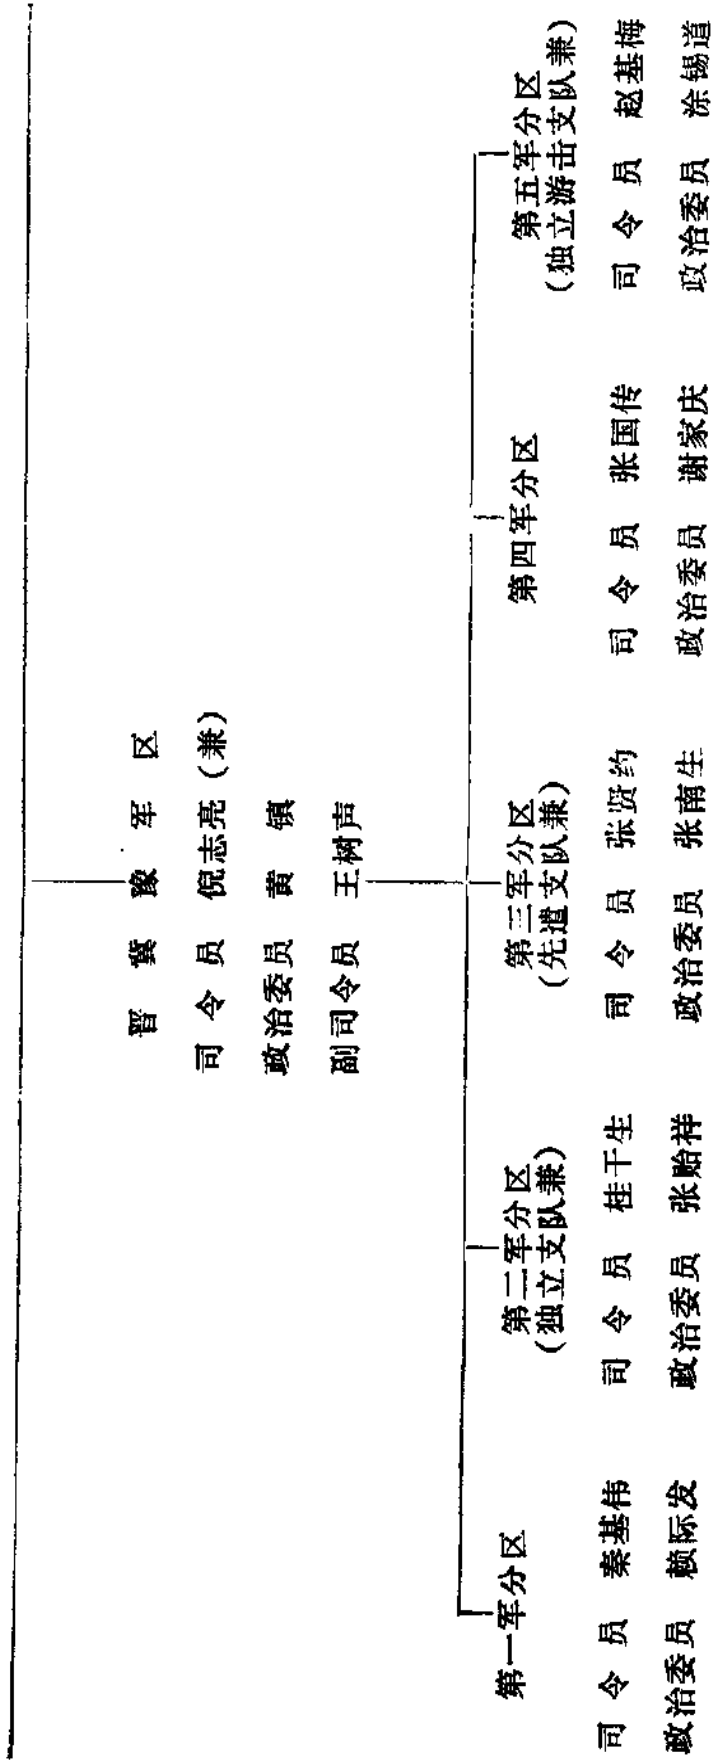 晋冀豫军区
司令员 倪志亮(兼)
政治委员 黄镇
副司令员 王树声
第一军分区
司令员 秦基伟
政治委员 赖际发
第二军分区
(独立支队兼)
司令员 桂干生
政治委员 张贻祥
第三军分区
(先遣支队兼)
司令员 张贤约
政治委员 张南生
第四军分区
司令员 张国传
政治委员 谢家庆
第五军分区
(独立游击支队兼)
司令员 赵基梅
政治委员 涂锡道